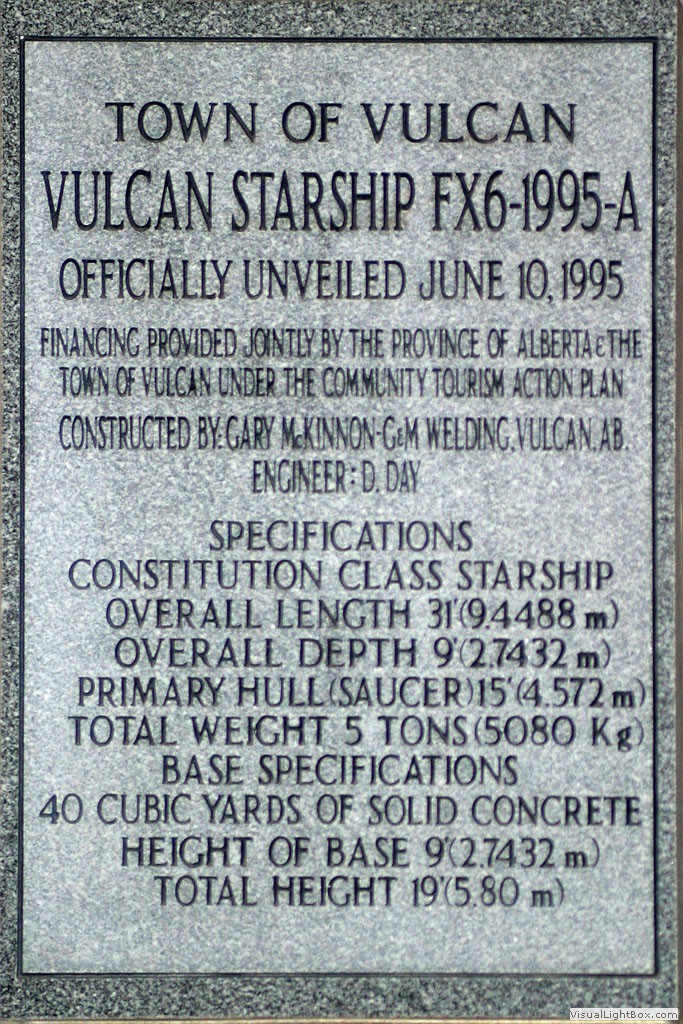 TOWN OF VULCAN
VULCAN STARSHIP FX6-1995-A
OFFICIALLY UNVEILED JUNE 10, 1995
FINANCING PROVIDED JOINTLY BY THE PROVINCE OF ALBERTA & THE
TOWN OF VULCAN UNDER THE COMMUNITY TOURISM ACTION PLAN
CONSTRUCTED BY: GARY McKINNON-G&M WELDING, VULCAN, AB.
ENGINEER: D. DAY
SPECIFICATIONS
CONSTITUTION CLASS STARSHIP
OVERALL LENGTH 31'(9.4488 m)
OVERALL DEPTH 9'(2.7432 m)
PRIMARY HULL (SAUCER) 15'(4.572 m)
TOTAL WEIGHT 5 TONS (5080 Kg)
BASE SPECIFICATIONS
40 CUBIC YARDS OF SOLID CONCRETE
HEIGHT OF BASE 9'(2.7432 m)
TOTAL HEIGHT 19'(5.80 m)
VisualLightBox.com